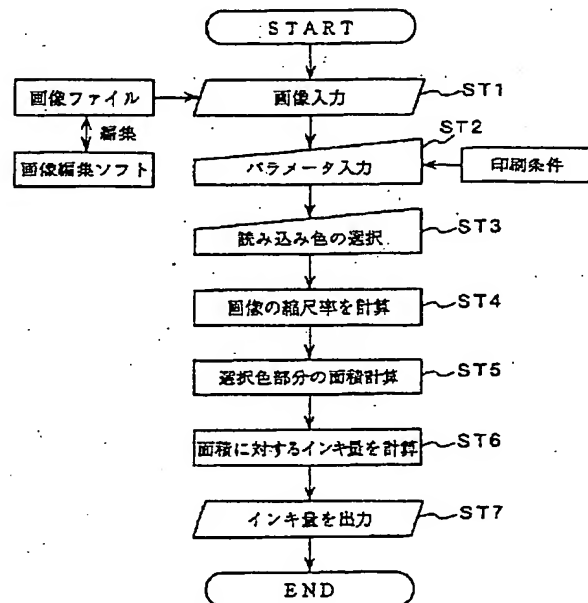 START
画像ファイル
画像入力
ST1
編集
ST2
画像編集ソフト
パラメータ入力
印刷条件
読み込み色の選択
ST3
画像の縮尺率を計算
ST4
選択色部分の面積計算
ST5
面積に対するインキ量を計算
ST6
インキ量を出力
ST7
END